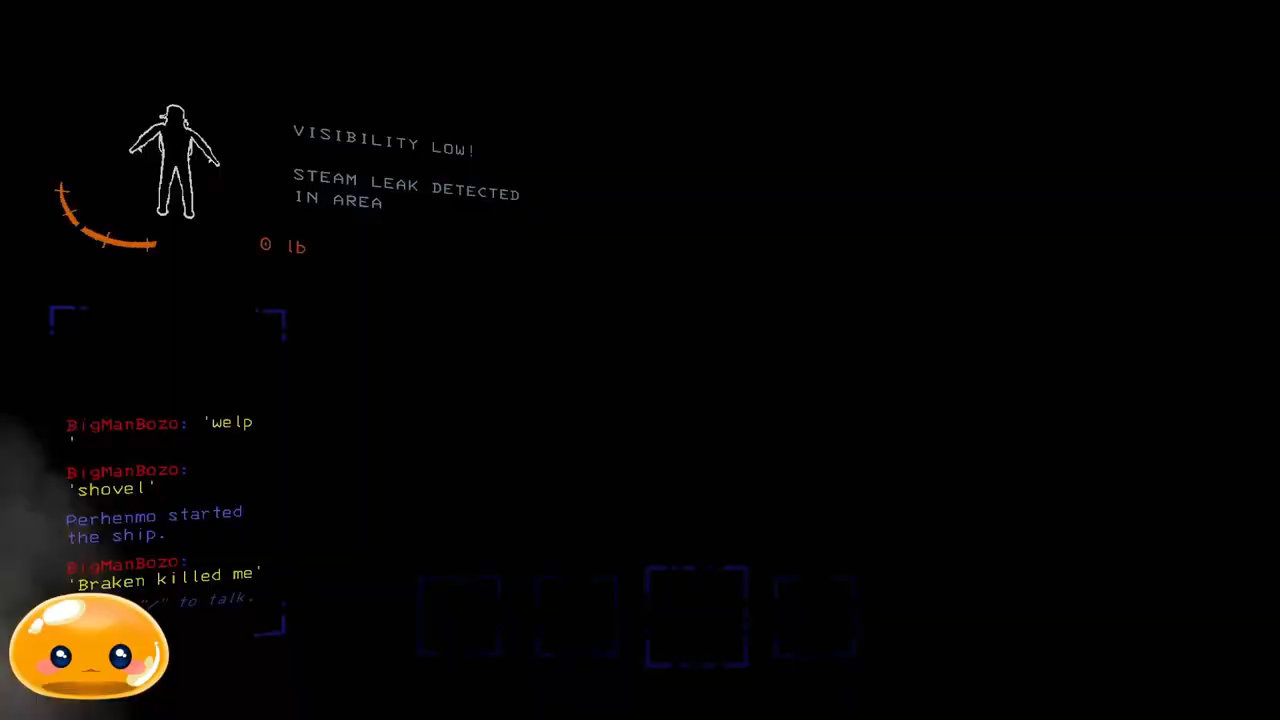 VISIBILITY LOW!
STEAM LEAK DETECTED
IN AREA
0 lb
BigManBozo: 'welp
'
BigManBozo:
'shovel'
Perhenmo started
the ship.
BigManBozo:
'Braken killed me'
"/" to talk.